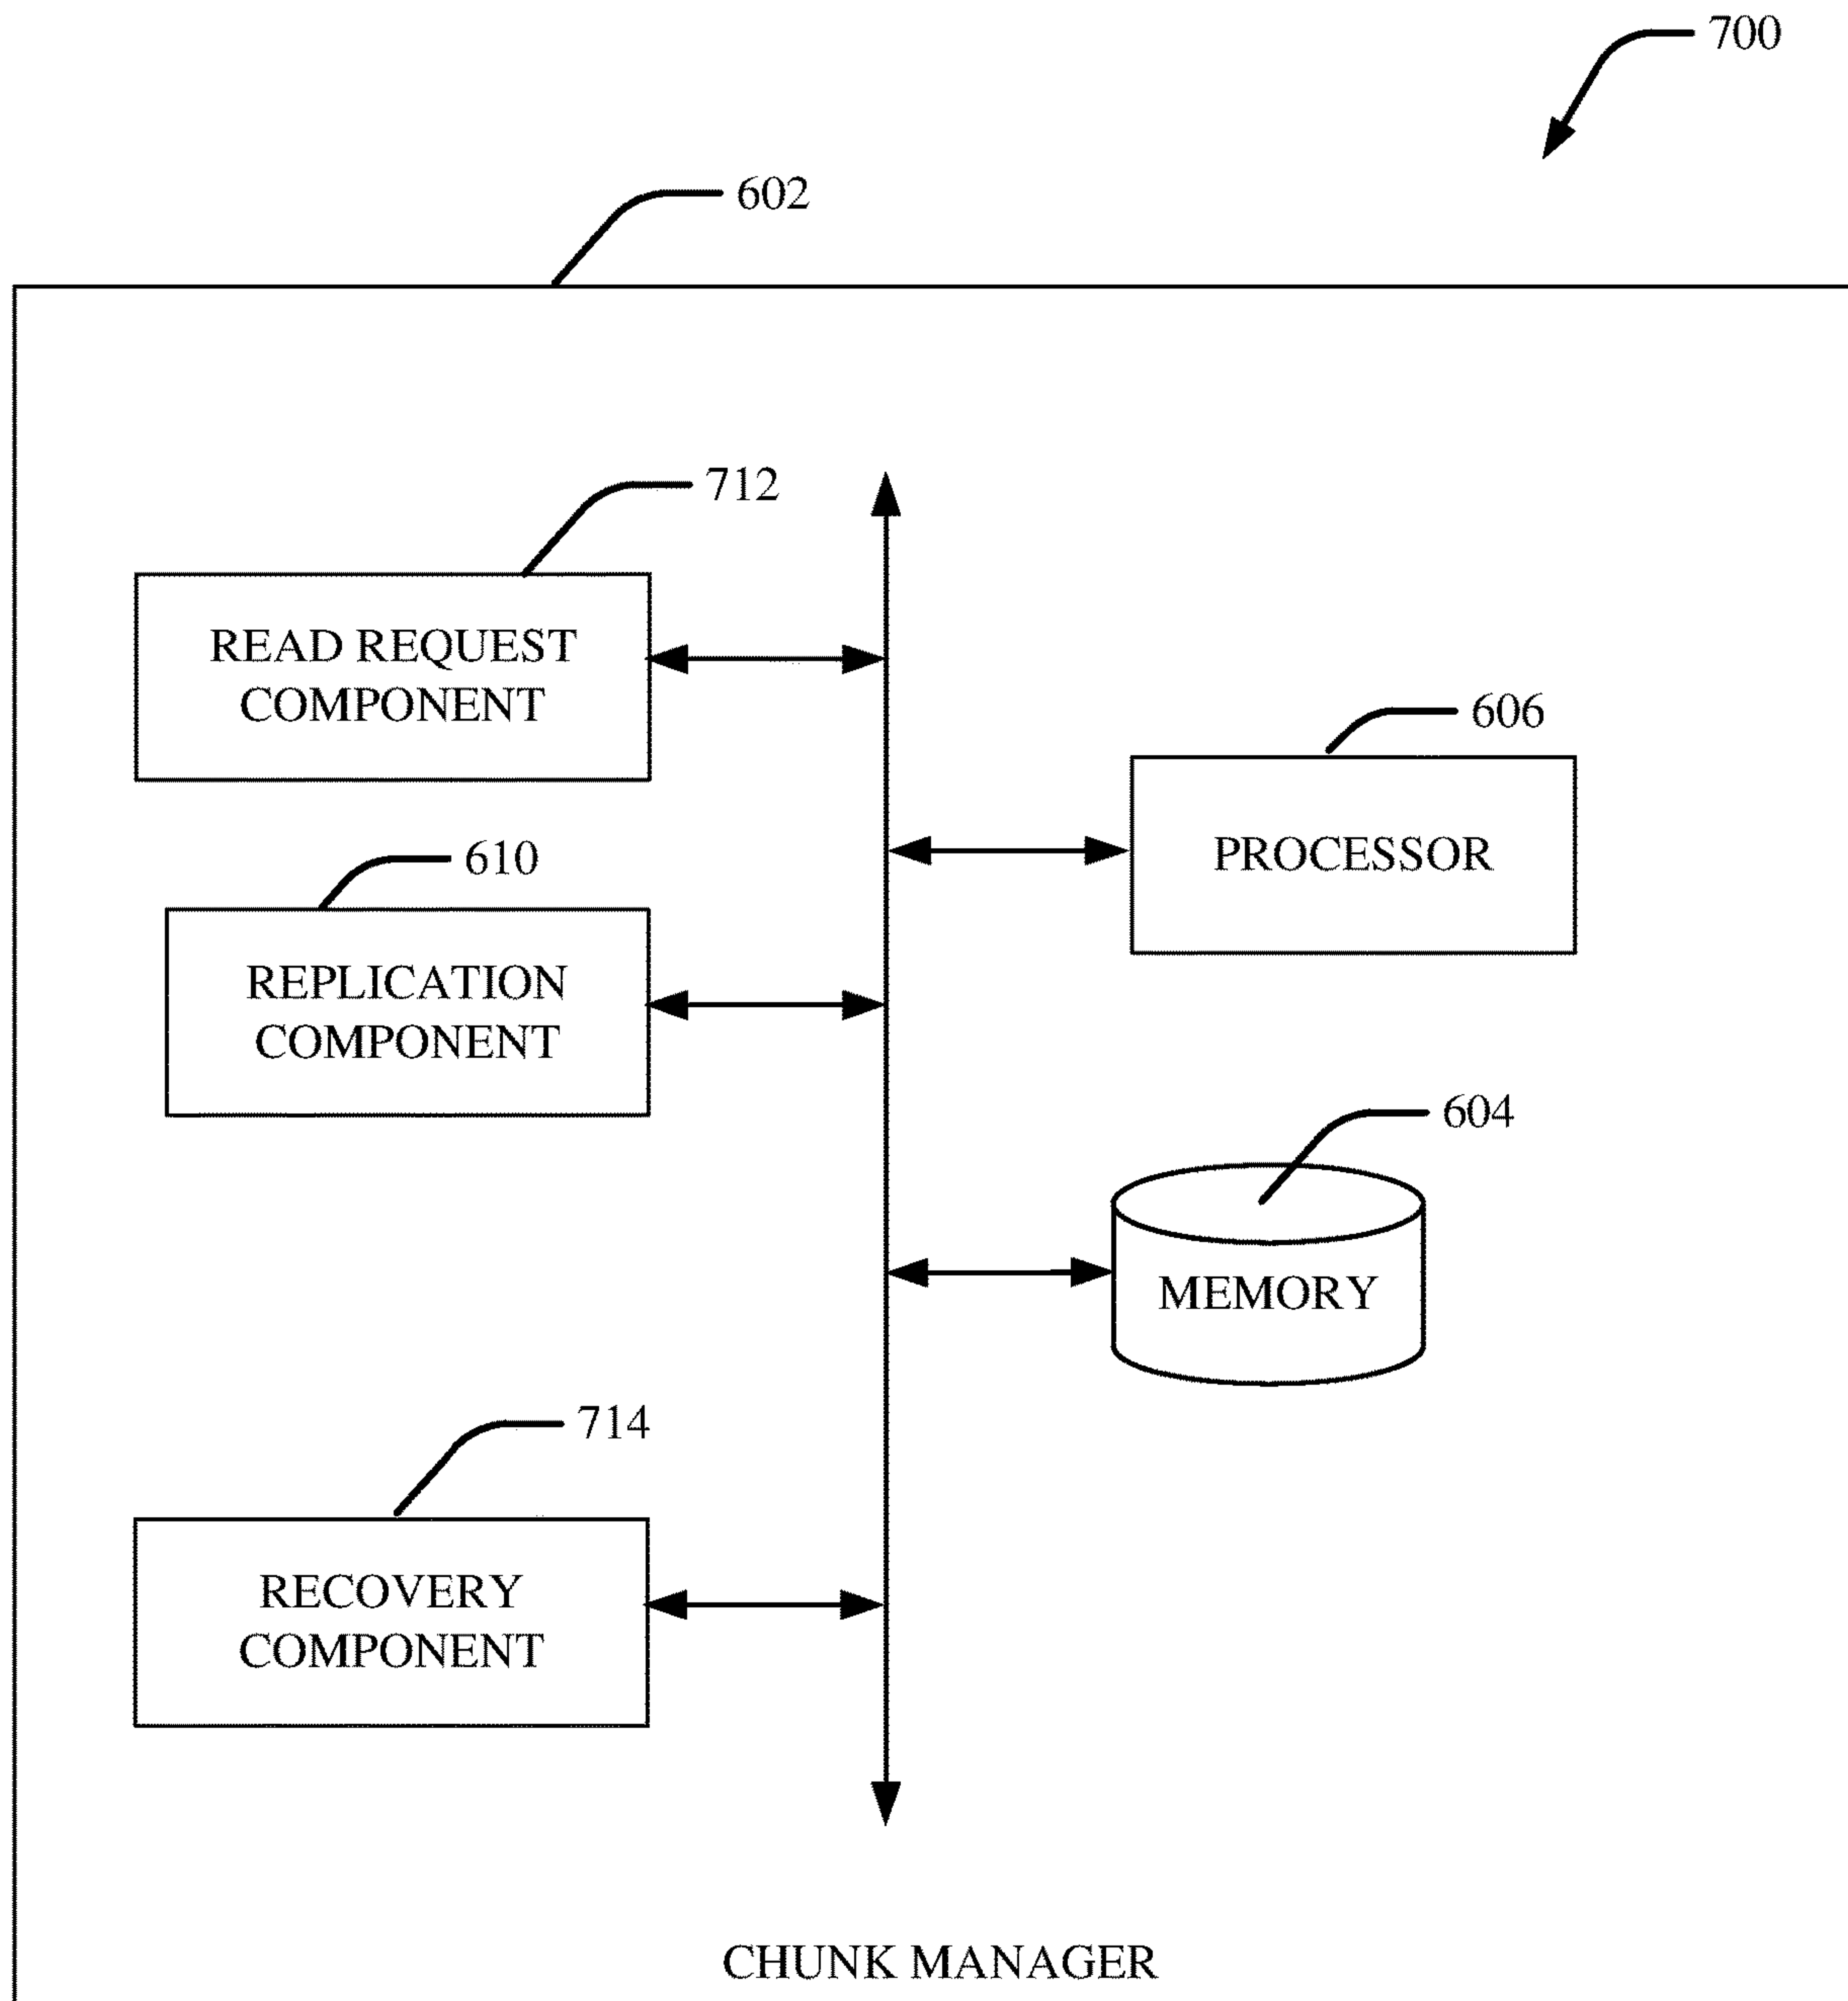 700
602
712
READ REQUEST
COMPONENT
606
PROCESSOR
610
REPLICATION
COMPONENT
604
MEMORY
714
RECOVERY
COMPONENT
CHUNK MANAGER